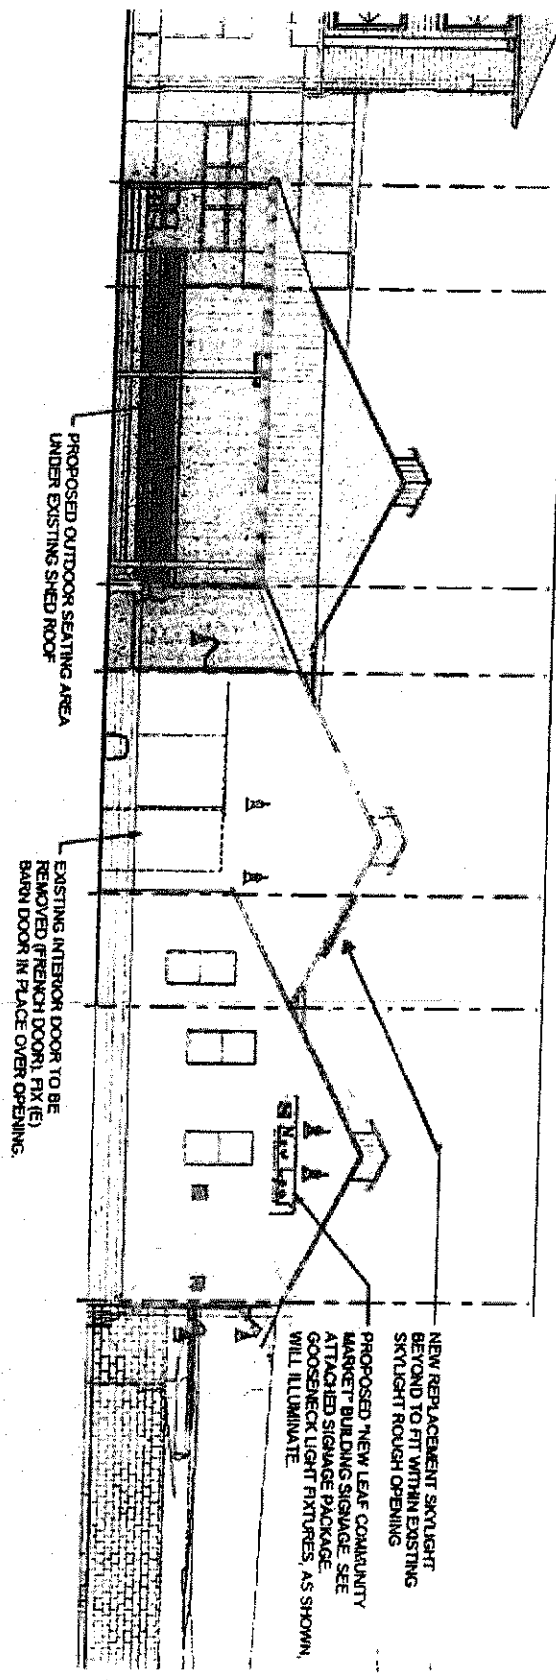 NEW REPLACEMENT SKYLIGHT
BEYOND TO FIT WITHIN EXISTING
SKYLIGHT ROUGH OPENING
PROPOSED "NEW LEAF COMMUNITY
MARKET" BUILDING SIGNAGE. SEE
ATTACHED SIGNAGE PACKAGE.
GOOSENECK LIGHT FIXTURES, AS SHOWN,
WILL ILLUMINATE.
New Leaf
PROPOSED OUTDOOR SEATING AREA
UNDER EXISTING SHED ROOF
EXISTING INTERIOR DOOR TO BE
REMOVED (FRENCH DOOR). FIX (E)
BARN DOOR IN PLACE OVER OPENING.